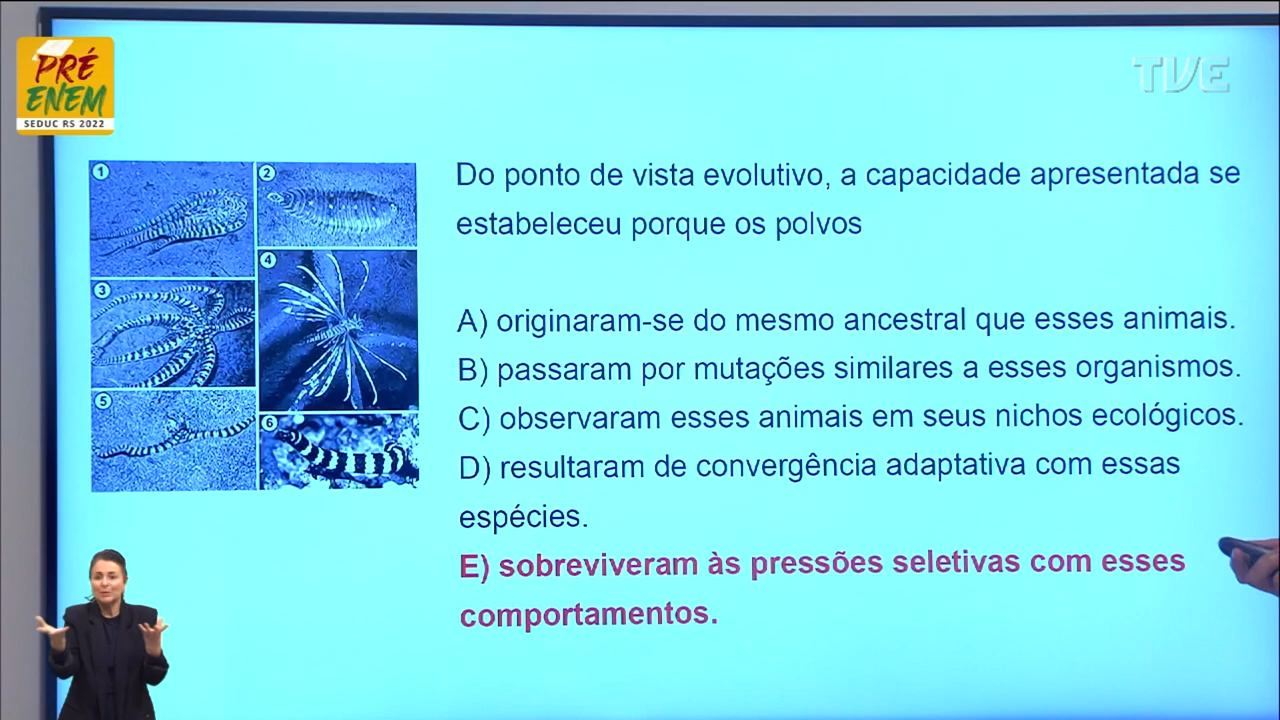 PRÉ
ENEM
SEDUC RS 2022
TVE
1
2
3
4
5
6
Do ponto de vista evolutivo, a capacidade apresentada se
estabeleceu porque os polvos
A) originaram-se do mesmo ancestral que esses animais.
B) passaram por mutações similares a esses organismos.
C) observaram esses animais em seus nichos ecológicos.
D) resultaram de convergência adaptativa com essas
espécies.
E) sobreviveram às pressões seletivas com esses
comportamentos.